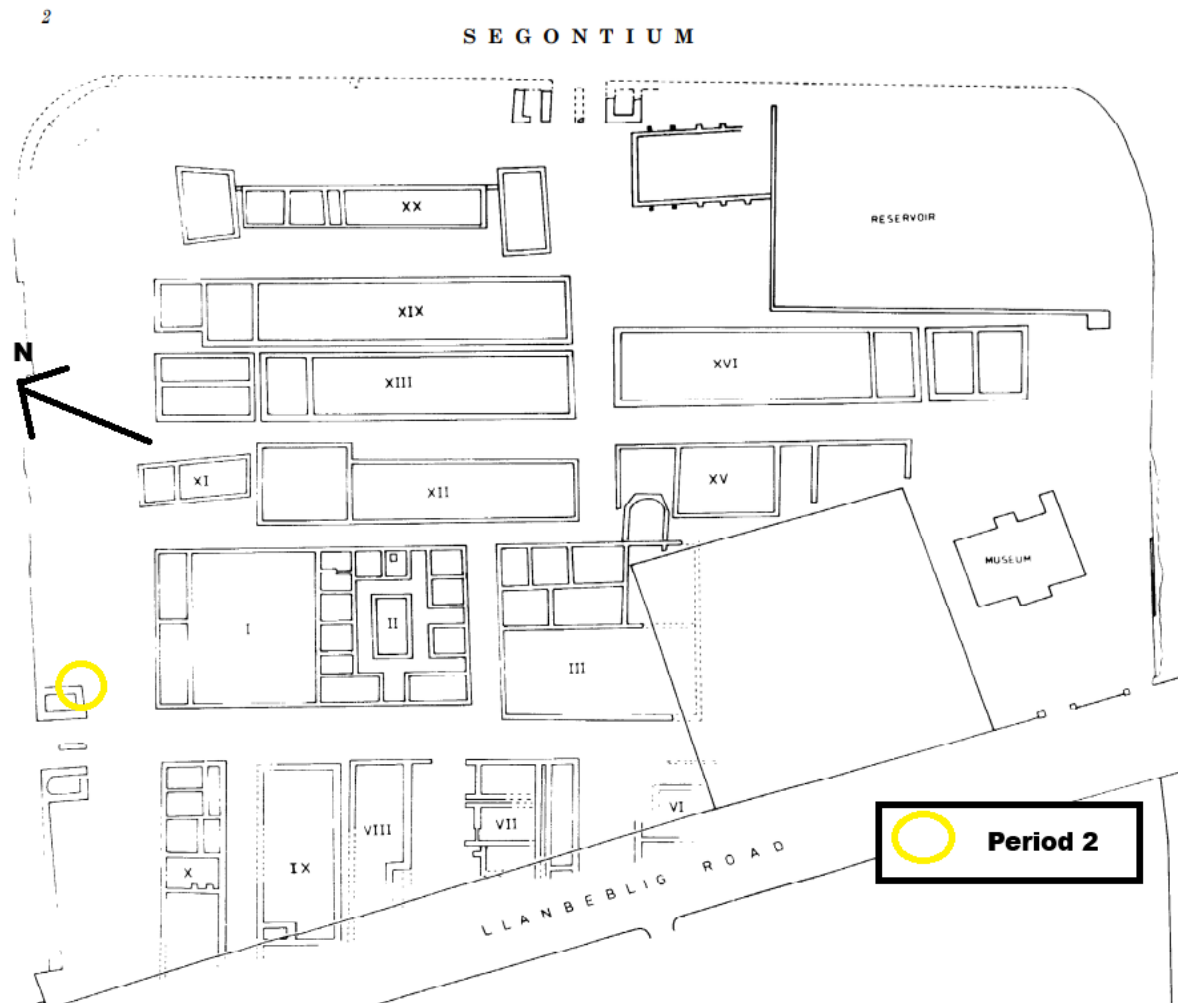 2
SEGONTIUM
RESERVOIR
XX
XIX
N
XVI
XIII
XV
XI
XII
MUSEUM
I
II
III
VI
VIII
VII
X
IX
Period 2
LLANBEBLIG ROAD